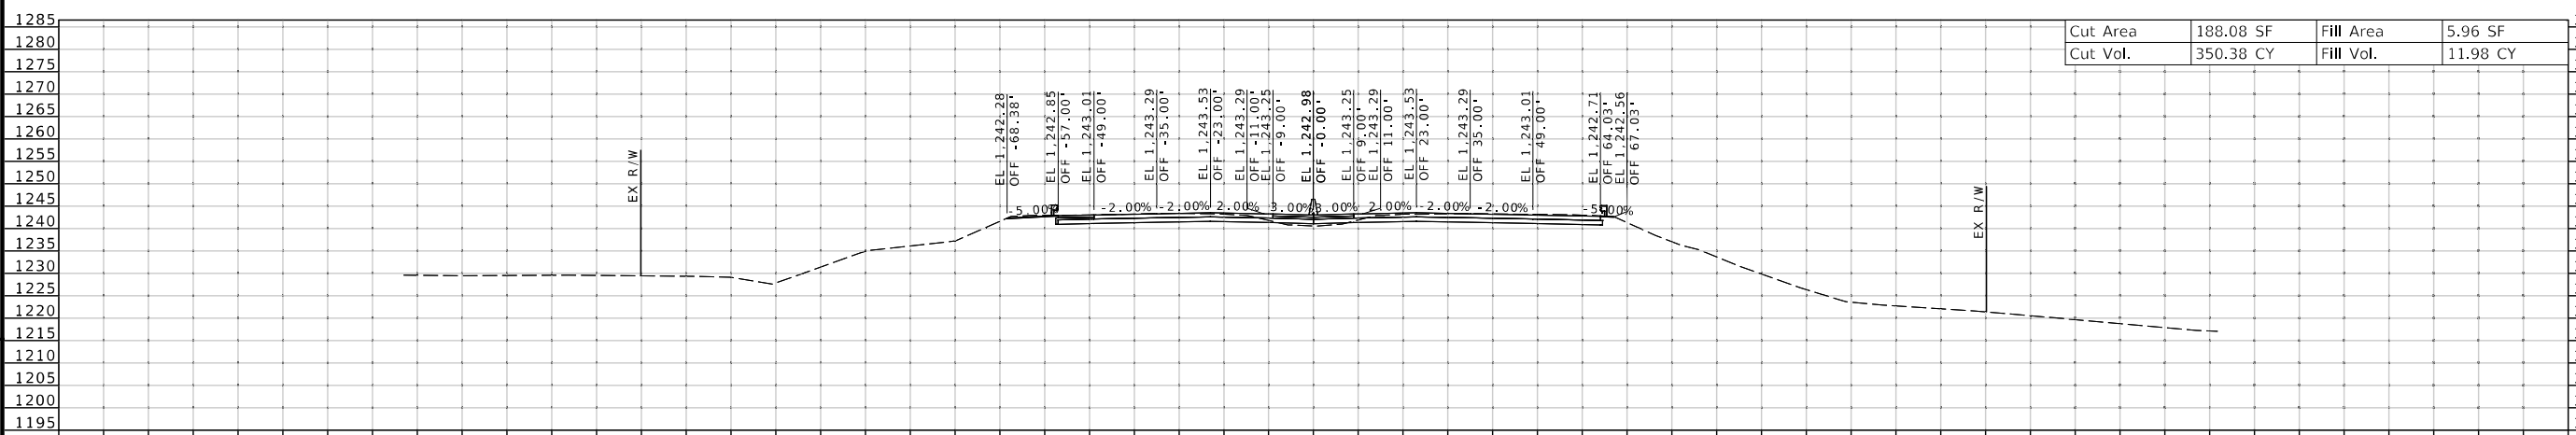 1285
1280
1275
1270
1265
1260
1255
1250
1245
1240
1235
1230
1225
1220
1215
1210
1205
1200
1195
Cut Area 188.08 SF Fill Area 5.96 SF
Cut Vol. 350.38 CY Fill Vol. 11.98 CY
EX R/W
EL 1,242.28
OFF -68.38'
EL 1,242.85
OFF -57.00'
EL 1,243.01
OFF -49.00'
EL 1,243.29
OFF -35.00'
EL 1,243.53
OFF -23.00'
EL 1,243.29
OFF -11.00'
EL 1,243.25
OFF -9.00'
EL 1,242.98
OFF -0.00'
EL 1,243.25
OFF 9.00'
EL 1,243.29
OFF 11.00'
EL 1,243.53
OFF 23.00'
EL 1,243.29
OFF 35.00'
EL 1,243.01
OFF 49.00'
EL 1,242.71
OFF 64.03'
EL 1,242.56
OFF 67.03'
EX R/W
-5.00% -2.00% -2.00% 2.00% 3.00% 3.00% 2.00% -2.00% -2.00%